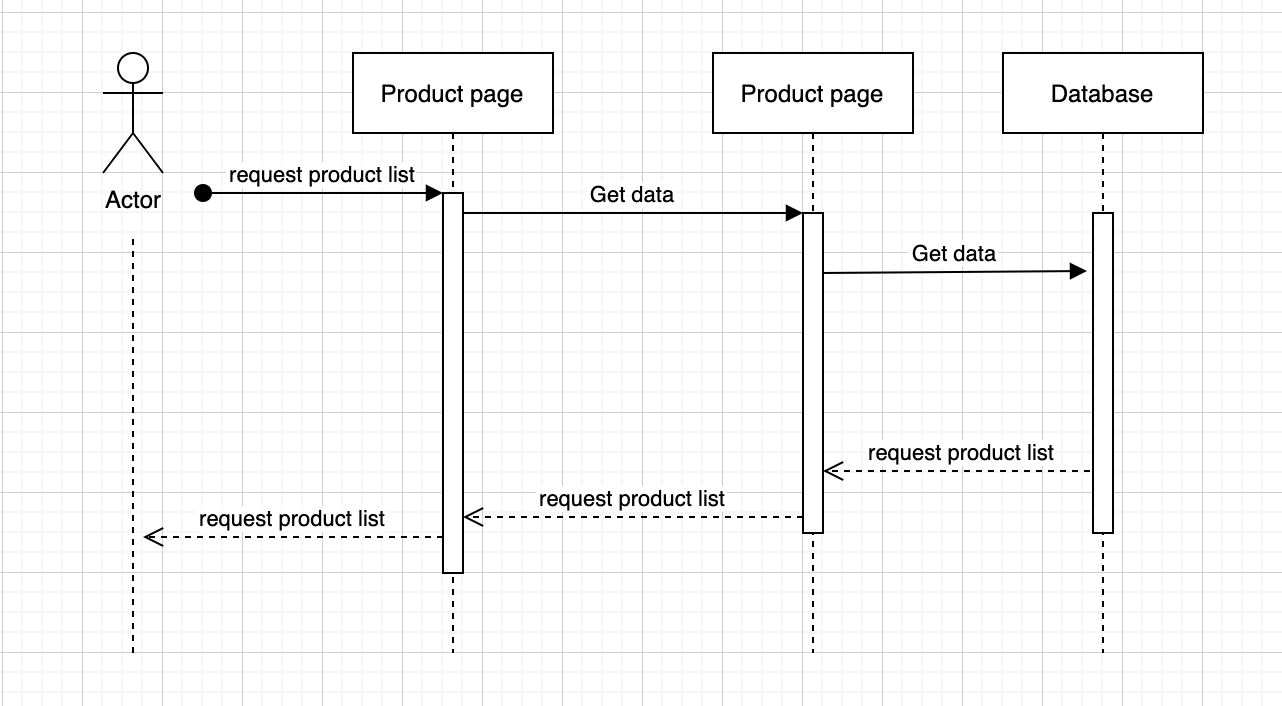 Product page
Product page
Database
Actor
request product list
Get data
Get data
request product list
request product list
request product list